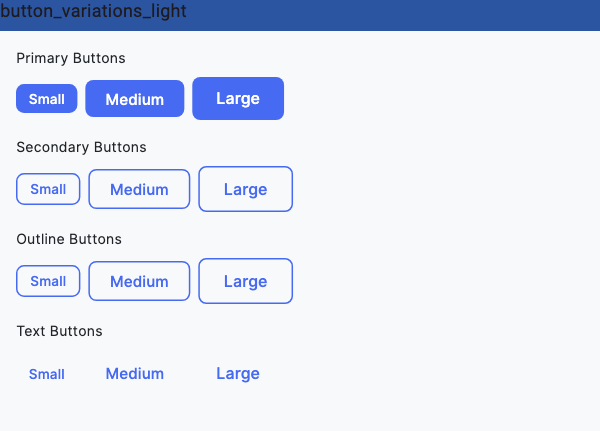 button_variations_light
Primary Buttons
Small Medium Large
Secondary Buttons
Small Medium Large
Outline Buttons
Small Medium Large
Text Buttons
Small Medium Large